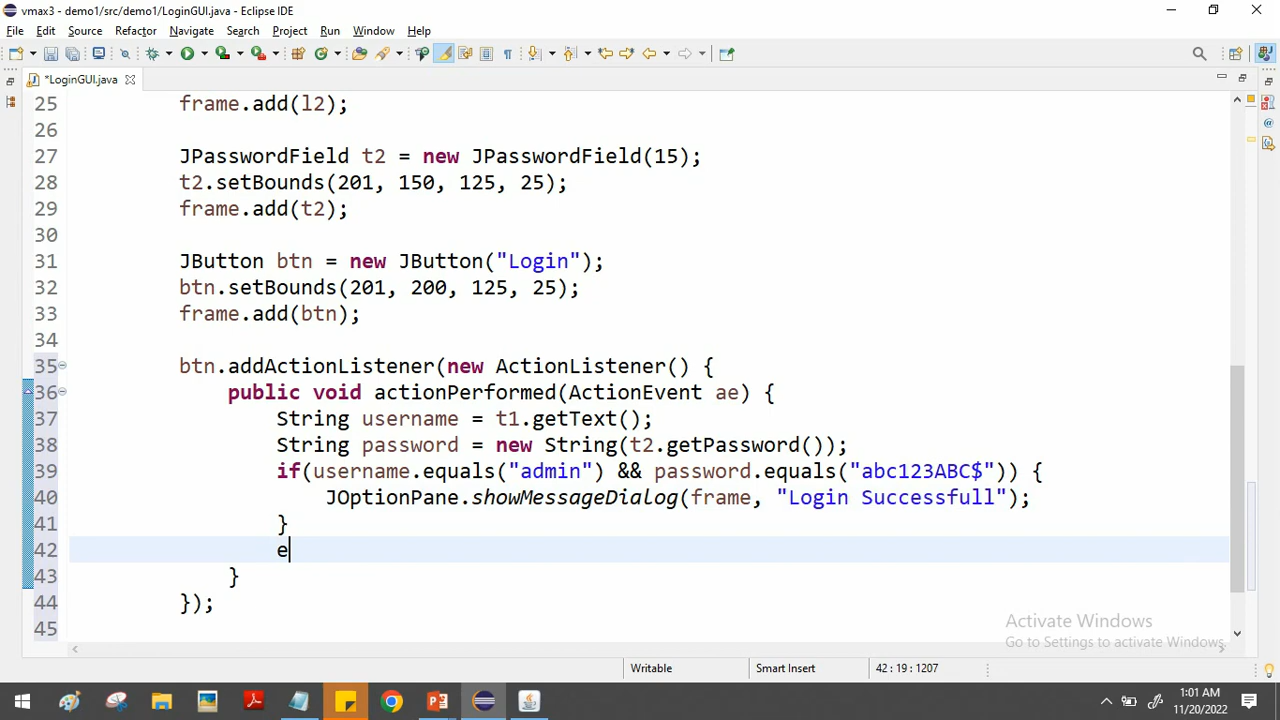 vmax3 - demo1/src/demo1/LoginGUI.java - Eclipse IDE
File Edit Source Refactor Navigate Search Project Run Window Help
*LoginGUI.java
25 frame.add(l2);
26
27 JPasswordField t2 = new JPasswordField(15);
28 t2.setBounds(201, 150, 125, 25);
29 frame.add(t2);
30
31 JButton btn = new JButton("Login");
32 btn.setBounds(201, 200, 125, 25);
33 frame.add(btn);
34
35 btn.addActionListener(new ActionListener() {
36 public void actionPerformed(ActionEvent ae) {
37 String username = t1.getText();
38 String password = new String(t2.getPassword());
39 if(username.equals("admin") && password.equals("abc123ABC$")) {
40 JOptionPane.showMessageDialog(frame, "Login Successfull");
41 }
42 e
43 }
44 });
45
Activate Windows
Go to Settings to activate Windows.
Writable Smart Insert 42 : 19 : 1207
1:01 AM
11/20/2022